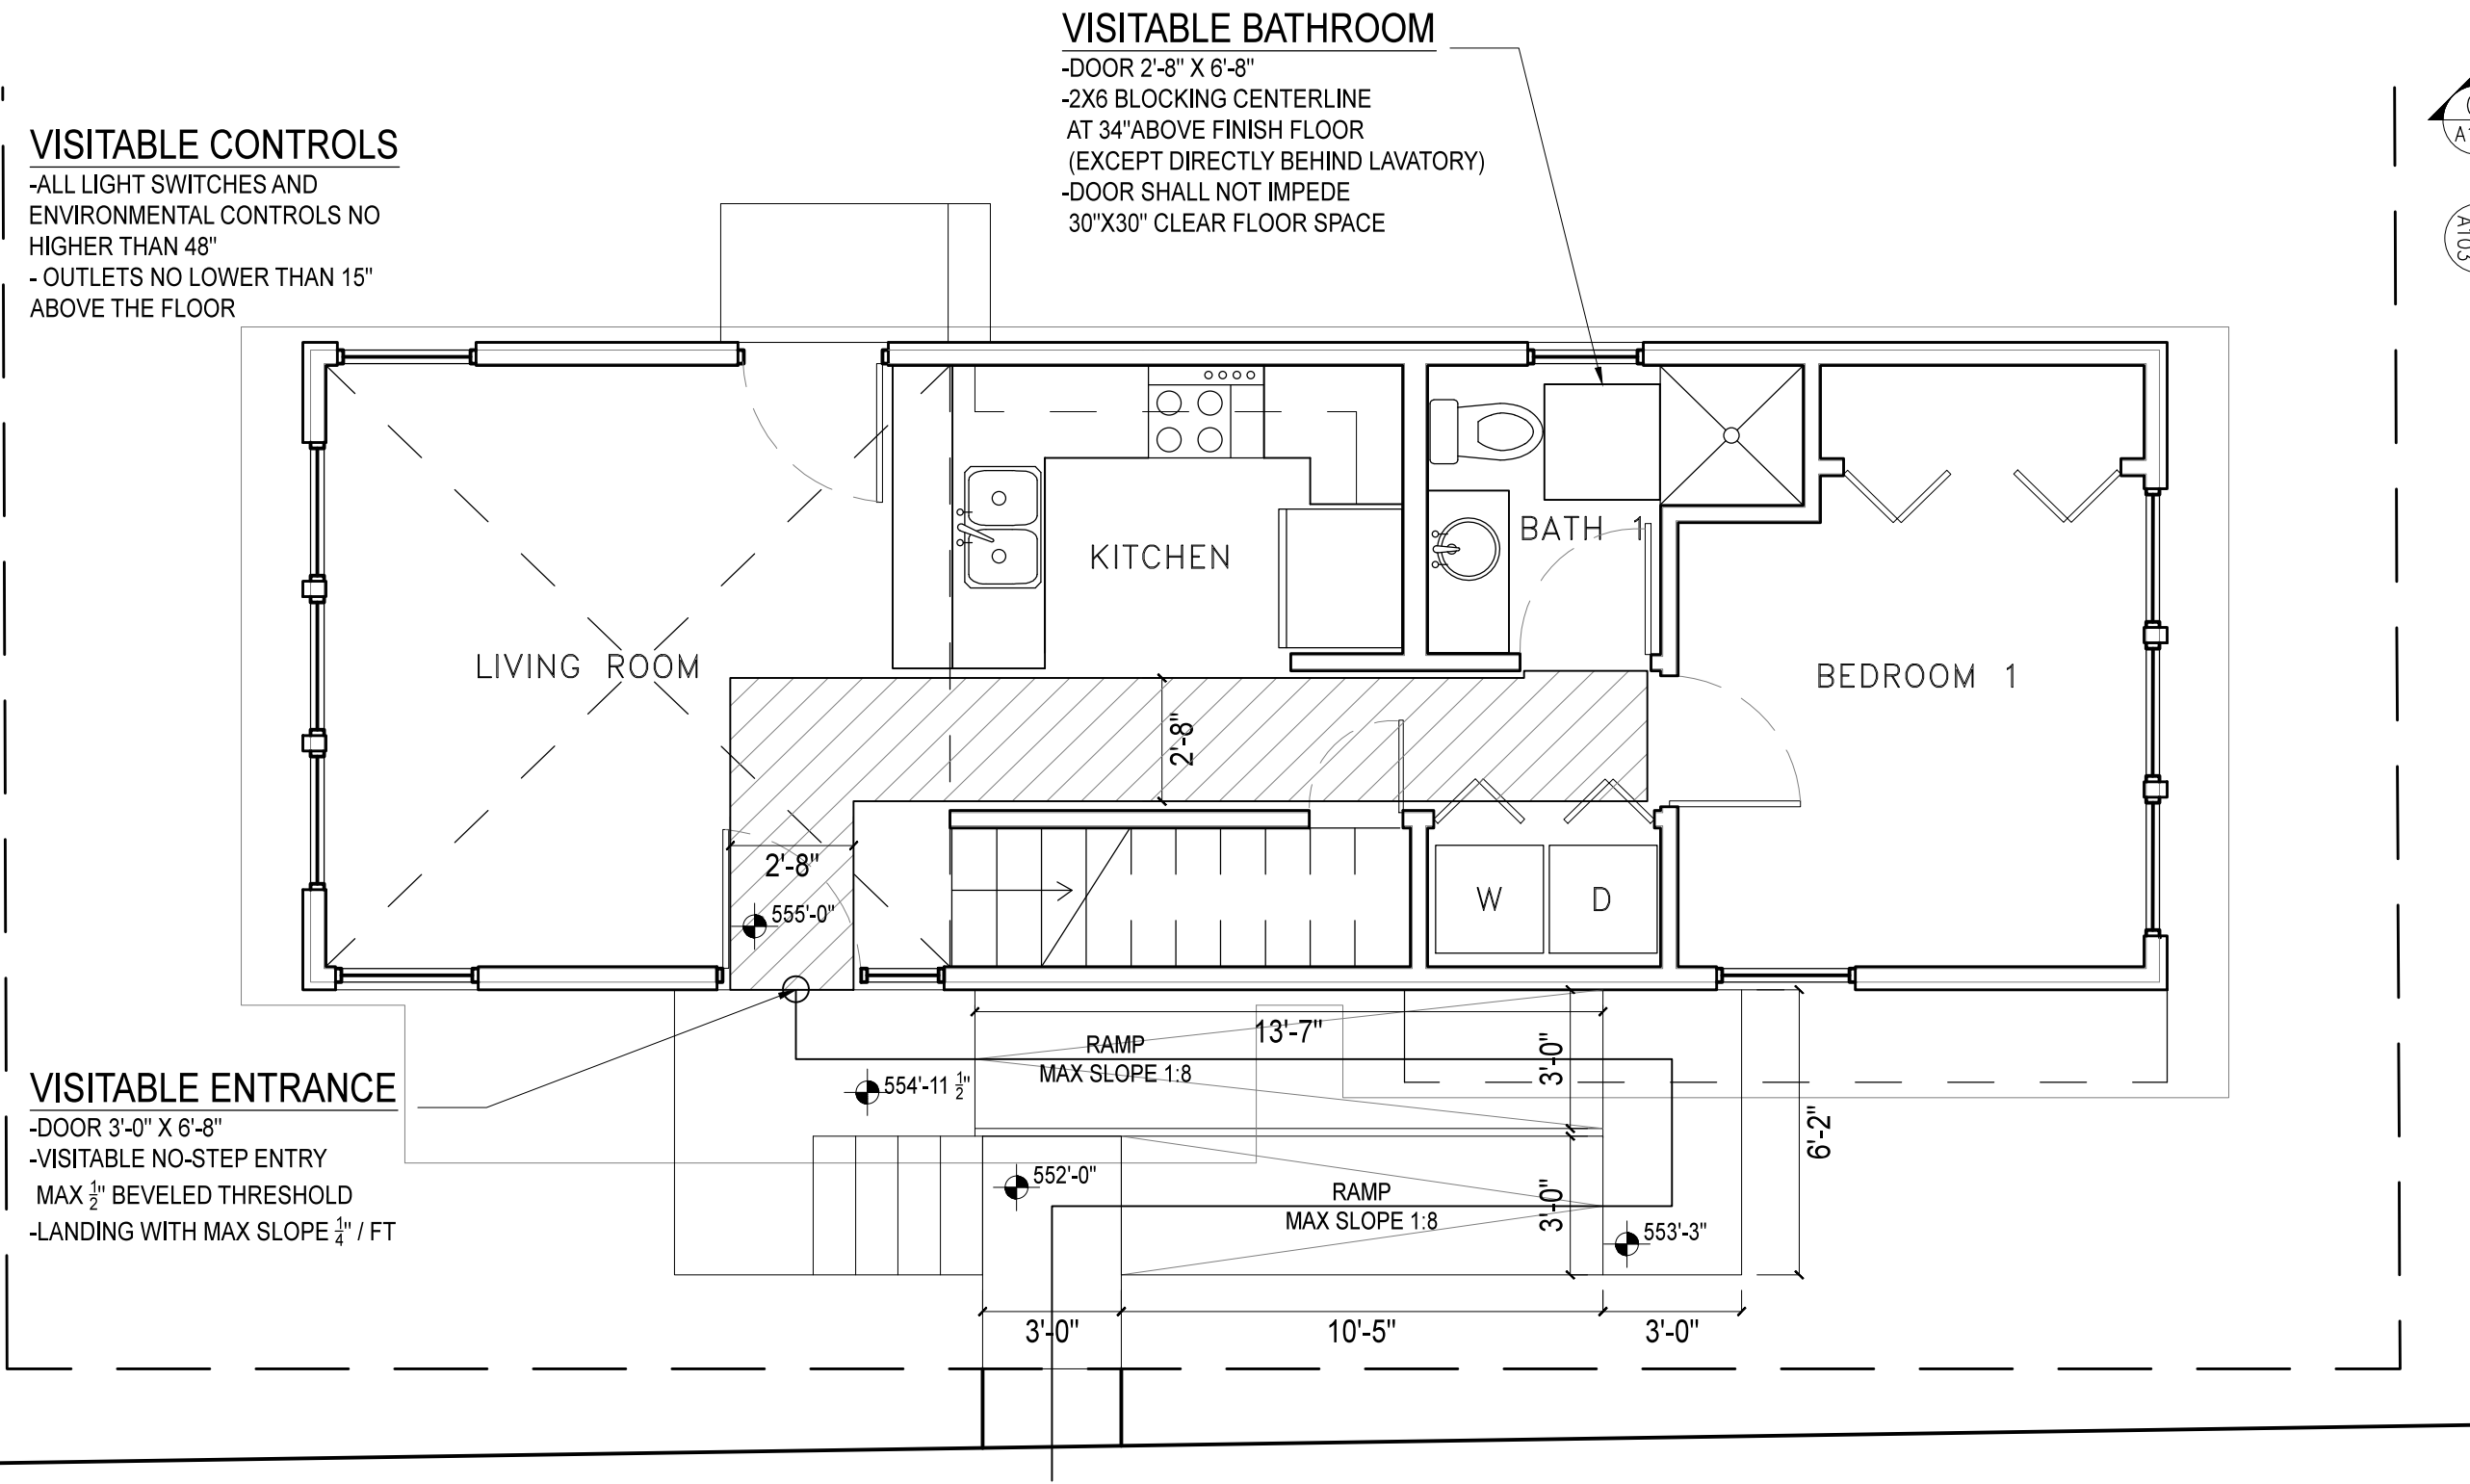 VISITABLE BATHROOM
-DOOR 2'-8" X 6'-8"
-2X6 BLOCKING CENTERLINE
AT 34"ABOVE FINISH FLOOR
(EXCEPT DIRECTLY BEHIND LAVATORY)
-DOOR SHALL NOT IMPEDE
30"X30" CLEAR FLOOR SPACE
VISITABLE CONTROLS
-ALL LIGHT SWITCHES AND
ENVIRONMENTAL CONTROLS NO
HIGHER THAN 48"
- OUTLETS NO LOWER THAN 15"
ABOVE THE FLOOR
A103
KITCHEN
BATH 1
LIVING ROOM
BEDROOM 1
2'-8"
2'-8"
W
D
555'-0"
13'-7"
RAMP
MAX SLOPE 1:8
3'-0"
554'-11 1/2"
6'-2"
VISITABLE ENTRANCE
-DOOR 3'-0" X 6'-8"
-VISITABLE NO-STEP ENTRY
MAX 1/2" BEVELED THRESHOLD
-LANDING WITH MAX SLOPE 1/4" / FT
552'-0"
RAMP
MAX SLOPE 1:8
3'-0"
553'-3"
3'-0"
10'-5"
3'-0"